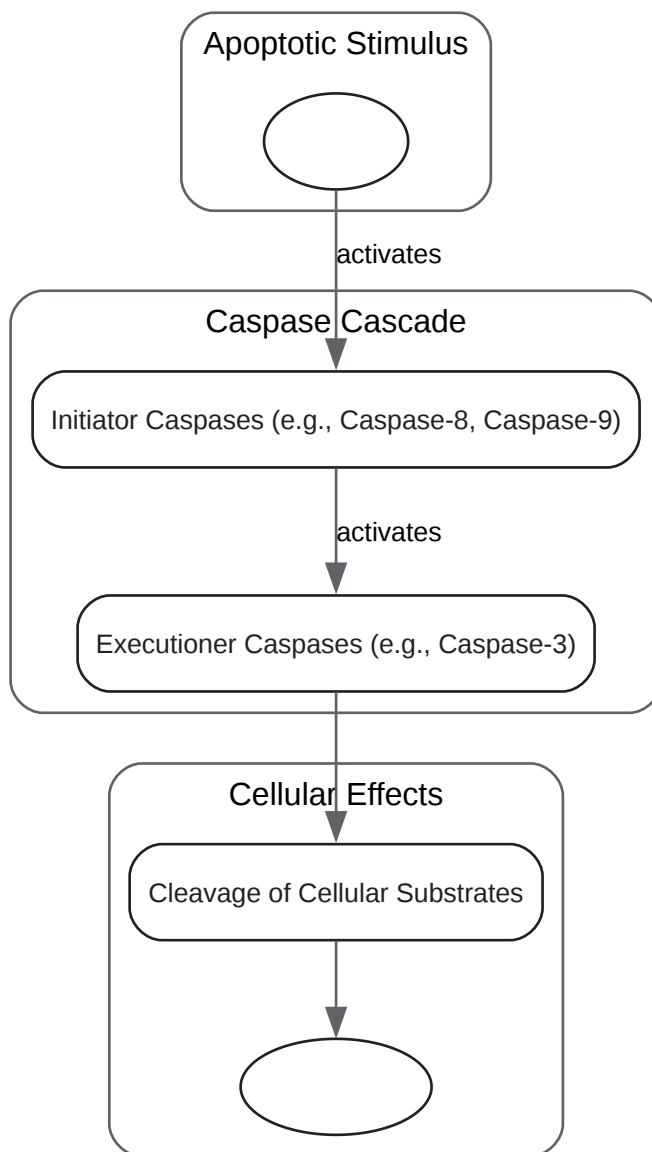 Apoptotic Stimulus
activates
Caspase Cascade
Initiator Caspases (e.g., Caspase-8, Caspase-9)
activates
Executioner Caspases (e.g., Caspase-3)
Cellular Effects
Cleavage of Cellular Substrates